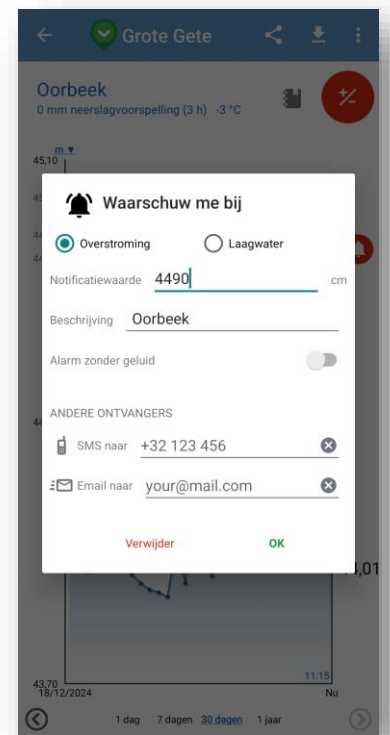 Grote Gete
Oorbeek
0 mm neerslagvoorspelling (3 h) -3 °C
+/-
m ▼
45,10
Waarschuw me bij
Overstroming Laagwater
Notificatiewaarde 4490 cm
Beschrijving Oorbeek
Alarm zonder geluid
ANDERE ONTVANGERS
SMS naar +32 123 456
Email naar your@mail.com
Verwijder OK
11:15
43,70
18/12/2024 Nu
1 dag 7 dagen 30 dagen 1 jaar